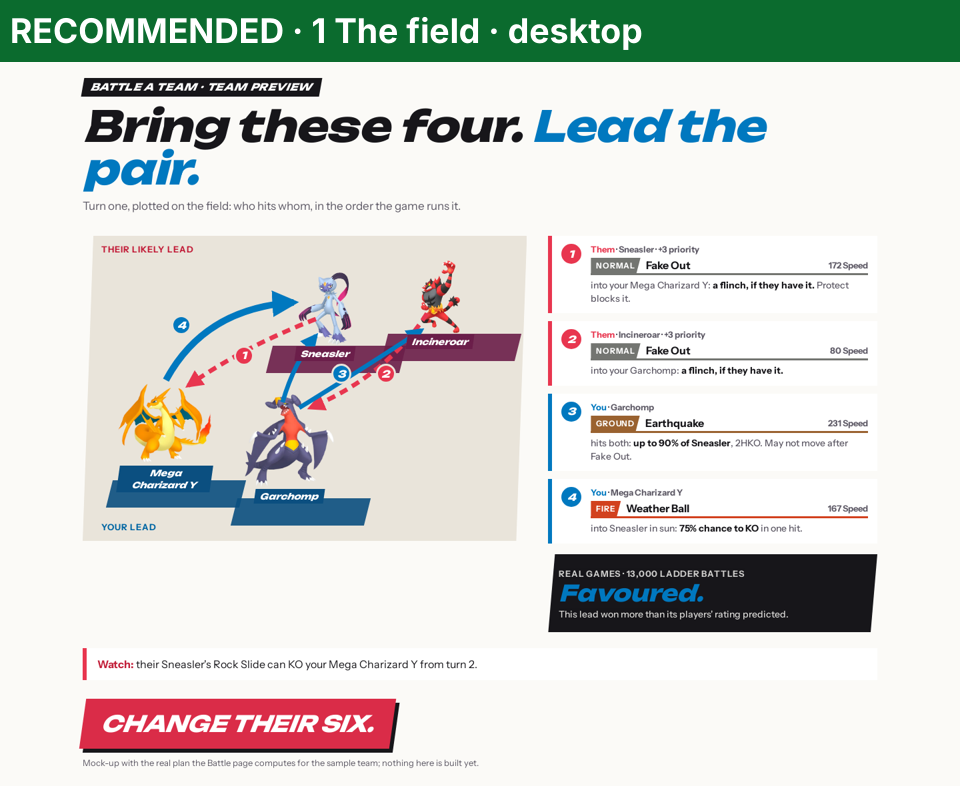 RECOMMENDED · 1 The field · desktop
BATTLE A TEAM · TEAM PREVIEW
Bring these four. Lead the
pair.
Turn one, plotted on the field: who hits whom, in the order the game runs it.
THEIR LIKELY LEAD
4
1
Sneasler
Incineroar
3
2
Mega
Charizard Y
Garchomp
YOUR LEAD
1
Them · Sneasler · +3 priority
NORMAL Fake Out 172 Speed
into your Mega Charizard Y: a flinch, if they have it. Protect
blocks it.
2
Them · Incineroar · +3 priority
NORMAL Fake Out 80 Speed
into your Garchomp: a flinch, if they have it.
3
You · Garchomp
GROUND Earthquake 231 Speed
hits both: up to 90% of Sneasler, 2HKO. May not move after
Fake Out.
4
You · Mega Charizard Y
FIRE Weather Ball 167 Speed
into Sneasler in sun: 75% chance to KO in one hit.
REAL GAMES · 13,000 LADDER BATTLES
Favoured.
This lead won more than its players' rating predicted.
Watch: their Sneasler's Rock Slide can KO your Mega Charizard Y from turn 2.
CHANGE THEIR SIX.
Mock-up with the real plan the Battle page computes for the sample team; nothing here is built yet.